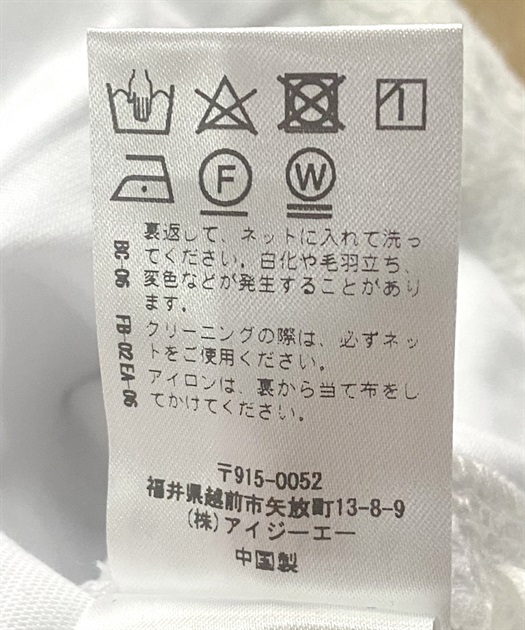 F W
裏返して、ネットに入れて洗っ
てください。白化や毛羽立ち、
変色などが発生することがあり
ます。
クリーニングの際は、必ずネッ
トをご使用ください。
アイロンは、裏から当て布をし
てかけてください。
BC-06 FB-02 EA-06
〒915-0052
福井県越前市矢放町13-8-9
(株)アイジーエー
中国製